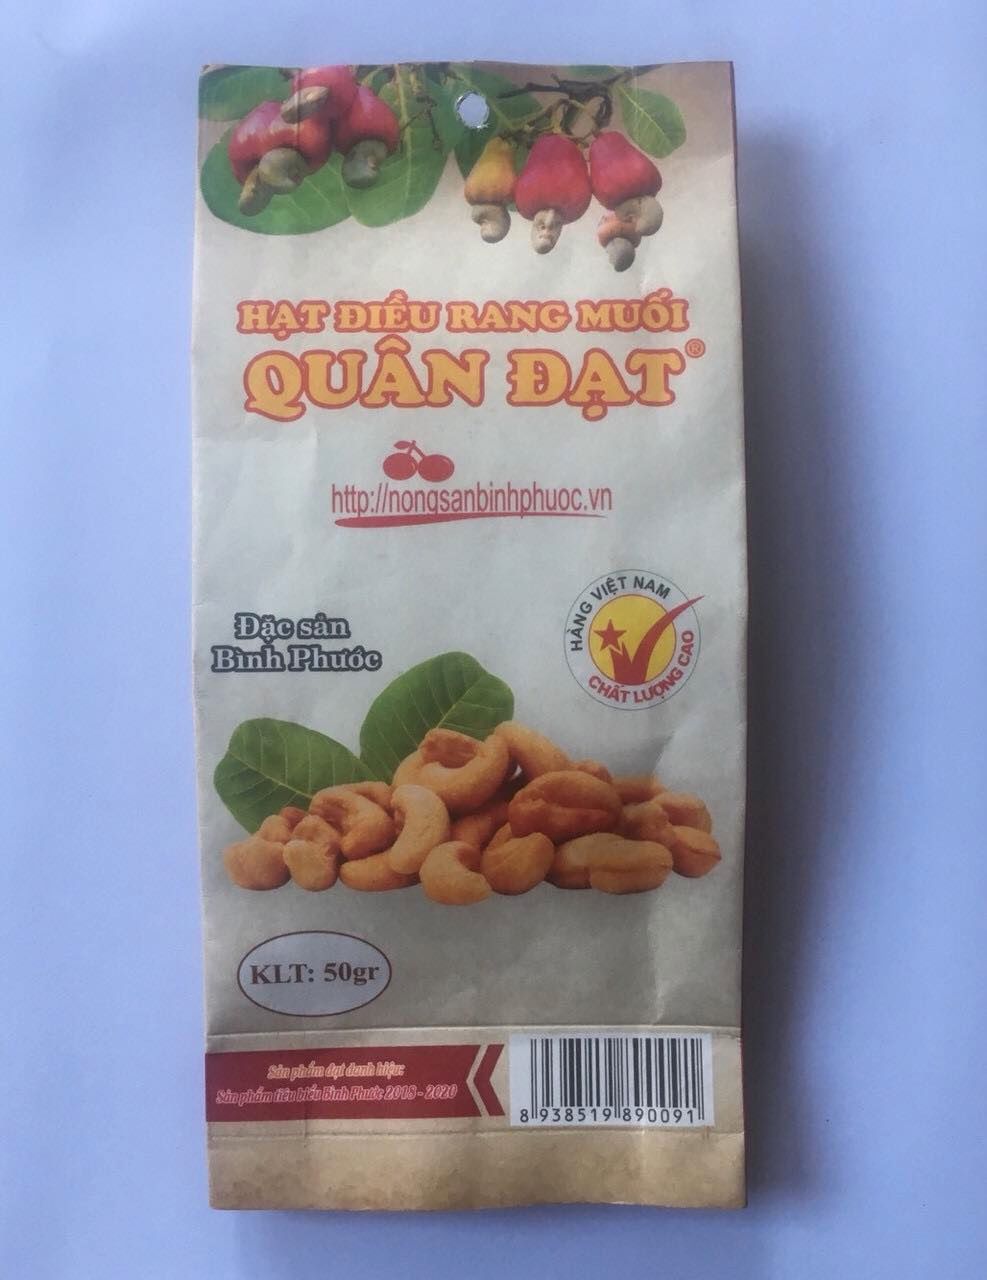 HẠT ĐIỀU RANG MUỐI
QUÂN ĐẠT®
http://nongsanbinhphuoc.vn
HÀNG VIỆT NAM
CHẤT LƯỢNG CAO
Đặc sản
Bình Phước
KLT: 50gr
Sản phẩm đạt danh hiệu:
Sản phẩm tiêu biểu Bình Phước 2018 - 2020
8 938519 890091